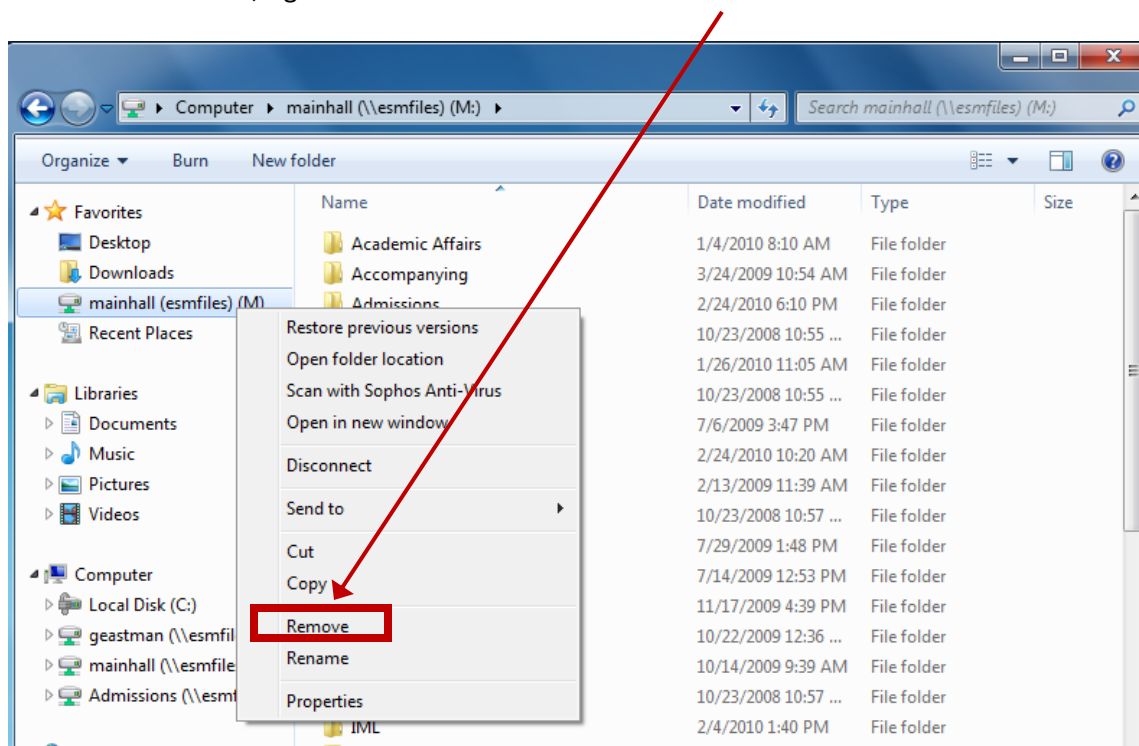 Computer ▸ mainhall (\\esmfiles) (M:) ▸
Search mainhall (\\esmfiles) (M:)
Organize Burn New folder
Name Date modified Type Size
Favorites
Desktop
Downloads
mainhall (esmfiles) (M)
Recent Places
Libraries
Documents
Music
Pictures
Videos
Computer
Local Disk (C:)
geastman (\\esmfil
mainhall (\\esmfile
Admissions (\\esmf
Academic Affairs 1/4/2010 8:10 AM File folder
Accompanying 3/24/2009 10:54 AM File folder
Admissions 2/24/2010 6:10 PM File folder
10/23/2008 10:55 ... File folder
1/26/2010 11:05 AM File folder
10/23/2008 10:55 ... File folder
7/6/2009 3:47 PM File folder
2/24/2010 10:20 AM File folder
2/13/2009 11:39 AM File folder
10/23/2008 10:57 ... File folder
7/29/2009 1:48 PM File folder
7/14/2009 12:53 PM File folder
11/17/2009 4:39 PM File folder
10/22/2009 12:36 ... File folder
10/14/2009 9:39 AM File folder
10/23/2008 10:57 ... File folder
IML 2/4/2010 1:40 PM File folder
Restore previous versions
Open folder location
Scan with Sophos Anti-Virus
Open in new window
Disconnect
Send to
Cut
Copy
Remove
Rename
Properties